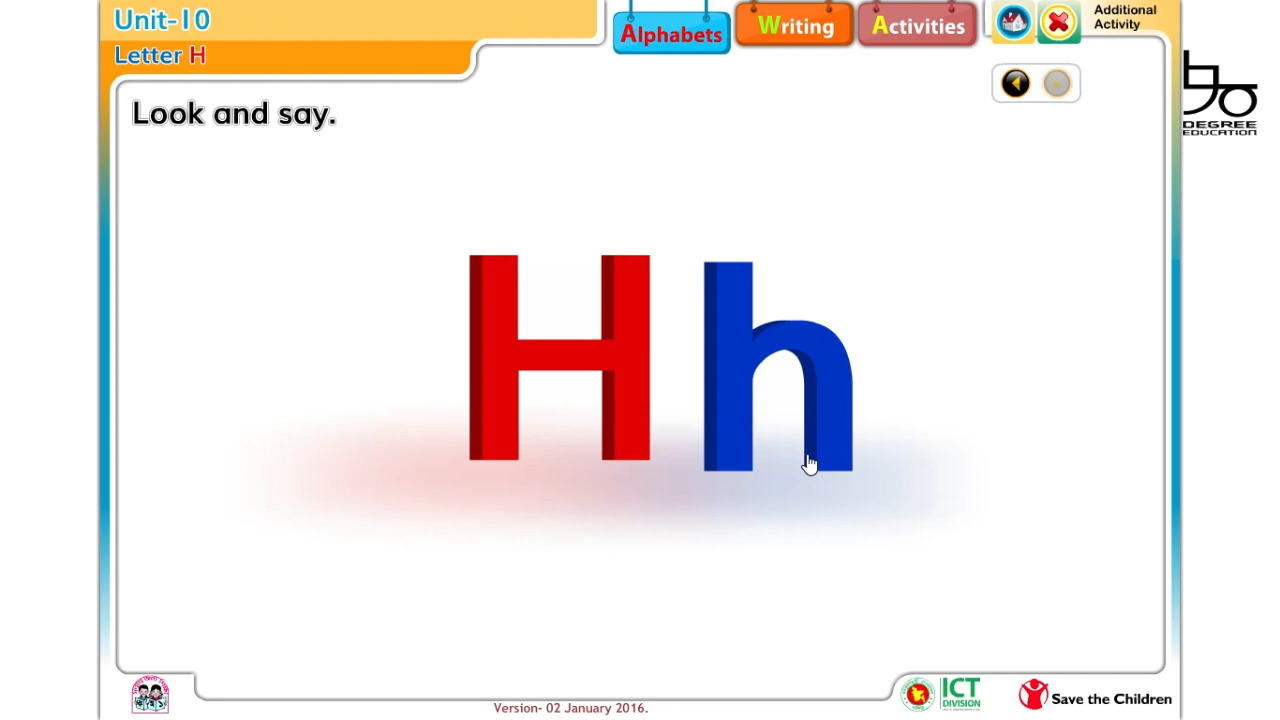 Unit-10
Letter H
Alphabets
Writing
Activities
Additional
Activity
Look and say.
H h
DEGREE
EDUCATION
Version- 02 January 2016.
ICT
DIVISION
Save the Children